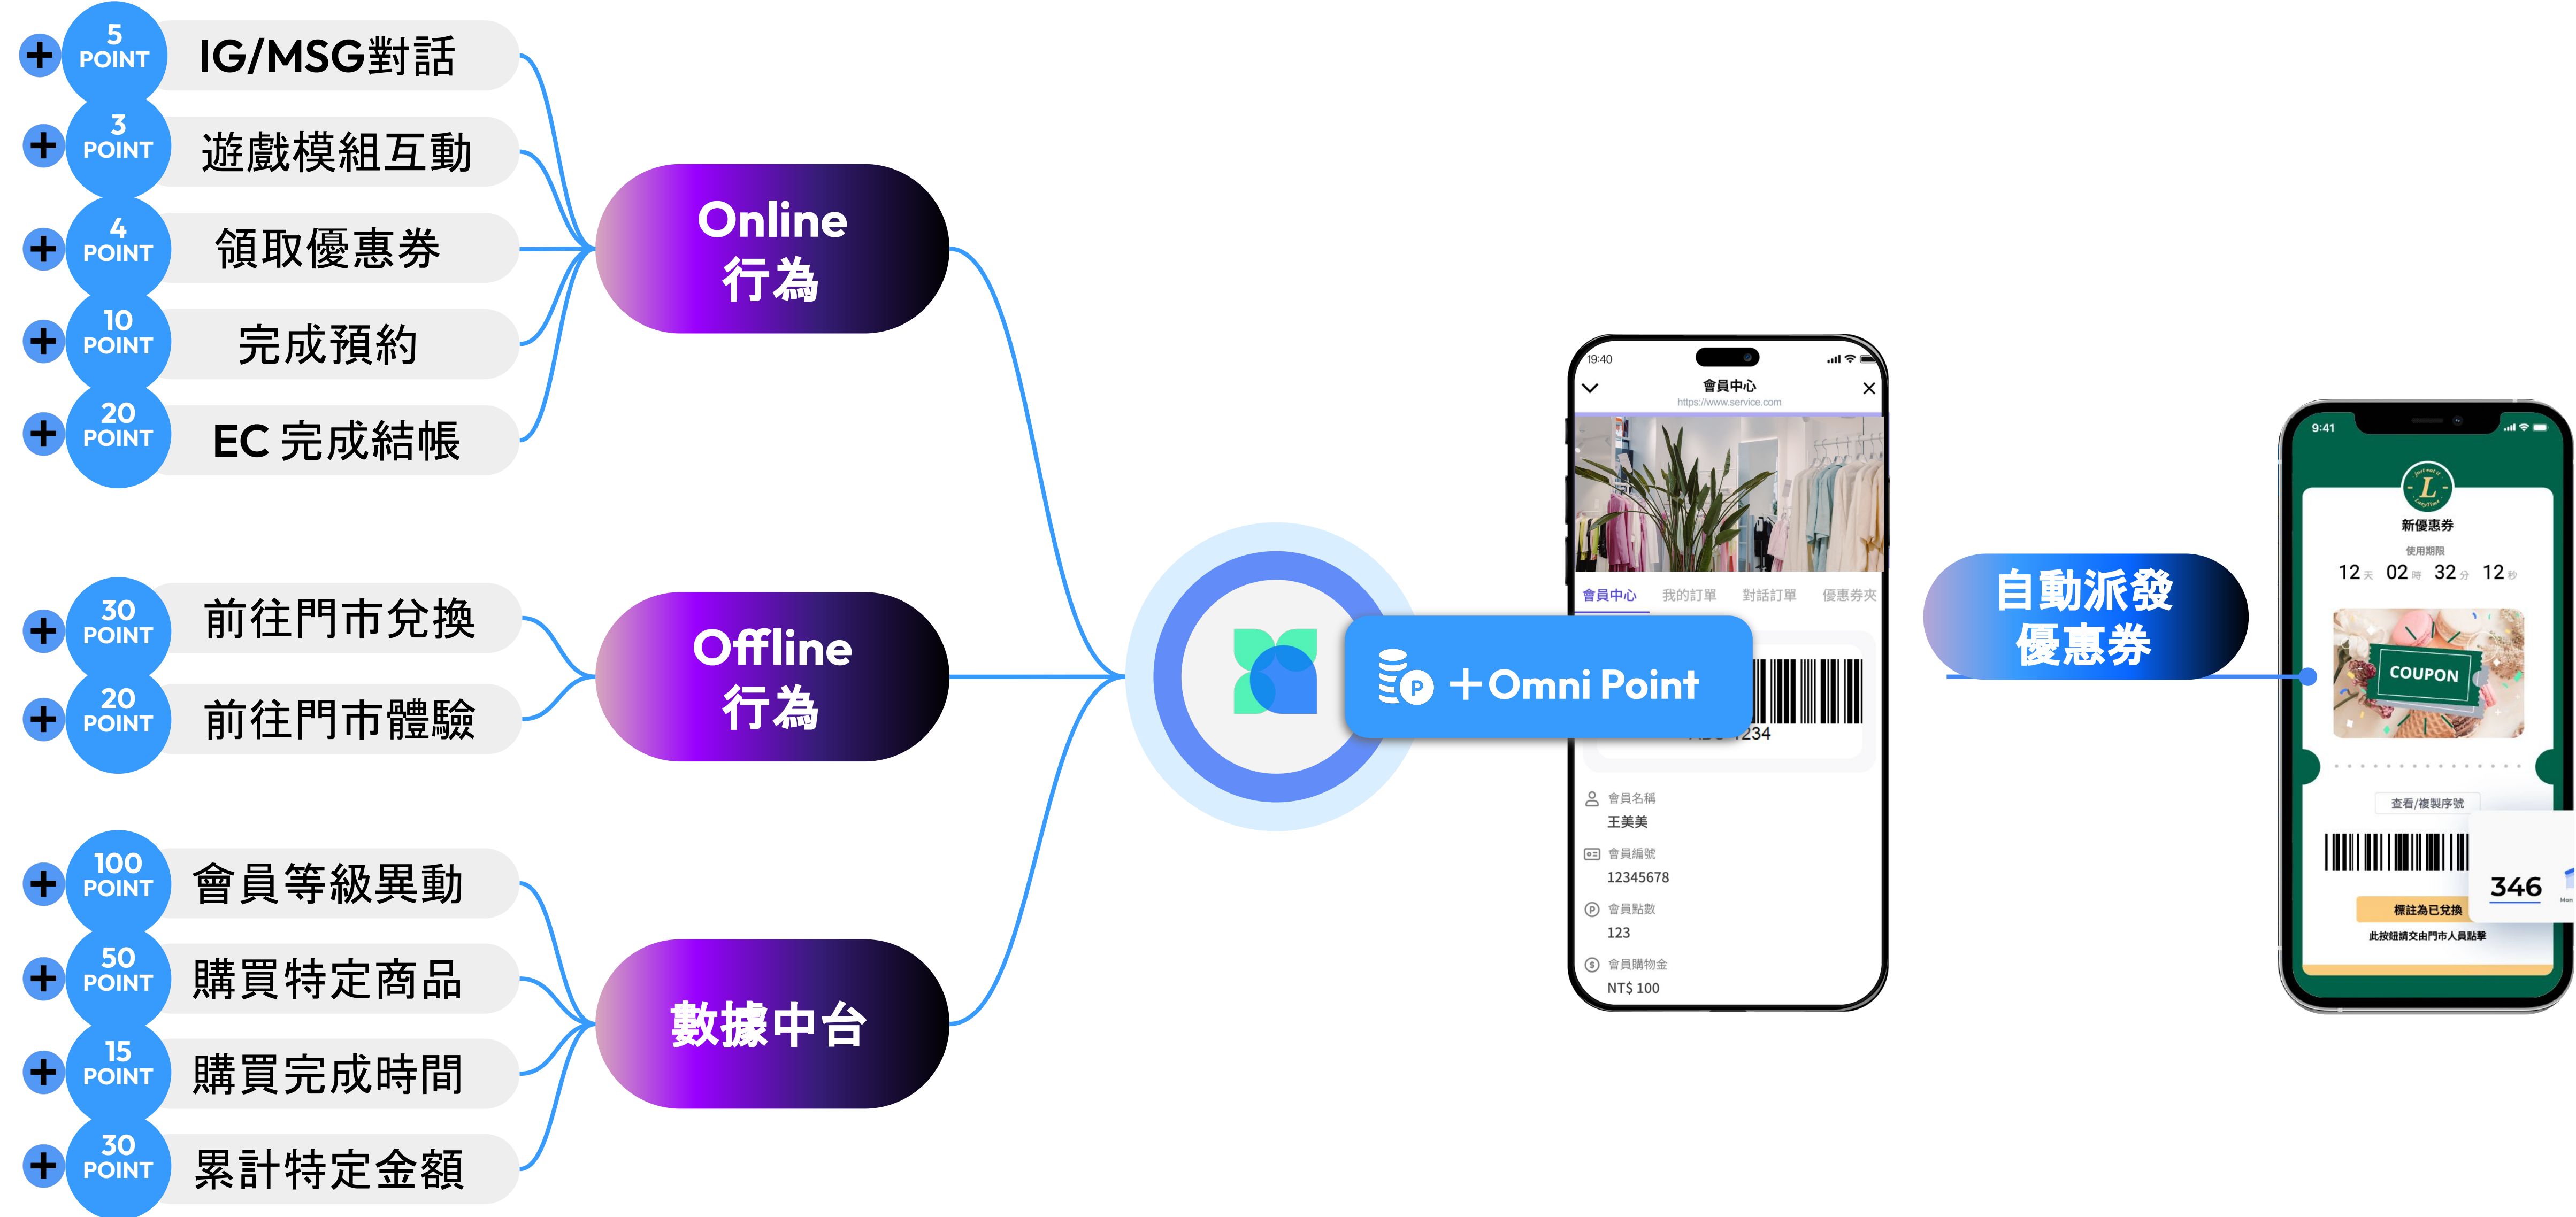 5
POINT
IG/MSG對話
3
POINT
遊戲模組互動
4
POINT
領取優惠券
10
POINT
完成預約
20
POINT
EC 完成結帳
Online
行為
30
POINT
前往門市兌換
20
POINT
前往門市體驗
Offline
行為
100
POINT
會員等級異動
50
POINT
購買特定商品
15
POINT
購買完成時間
30
POINT
累計特定金額
數據中台
+Omni Point
19:40
會員中心
https://www.service.com
會員中心 我的訂單 對話訂單 優惠券夾
1234
會員名稱
王美美
會員編號
12345678
會員點數
123
會員購物金
NT$ 100
自動派發
優惠券
9:41
L
新優惠券
使用期限
12 天 02 時 32 分 12 秒
COUPON
查看/複製序號
346
Mon
標註為已兌換
此按鈕請交由門市人員點擊